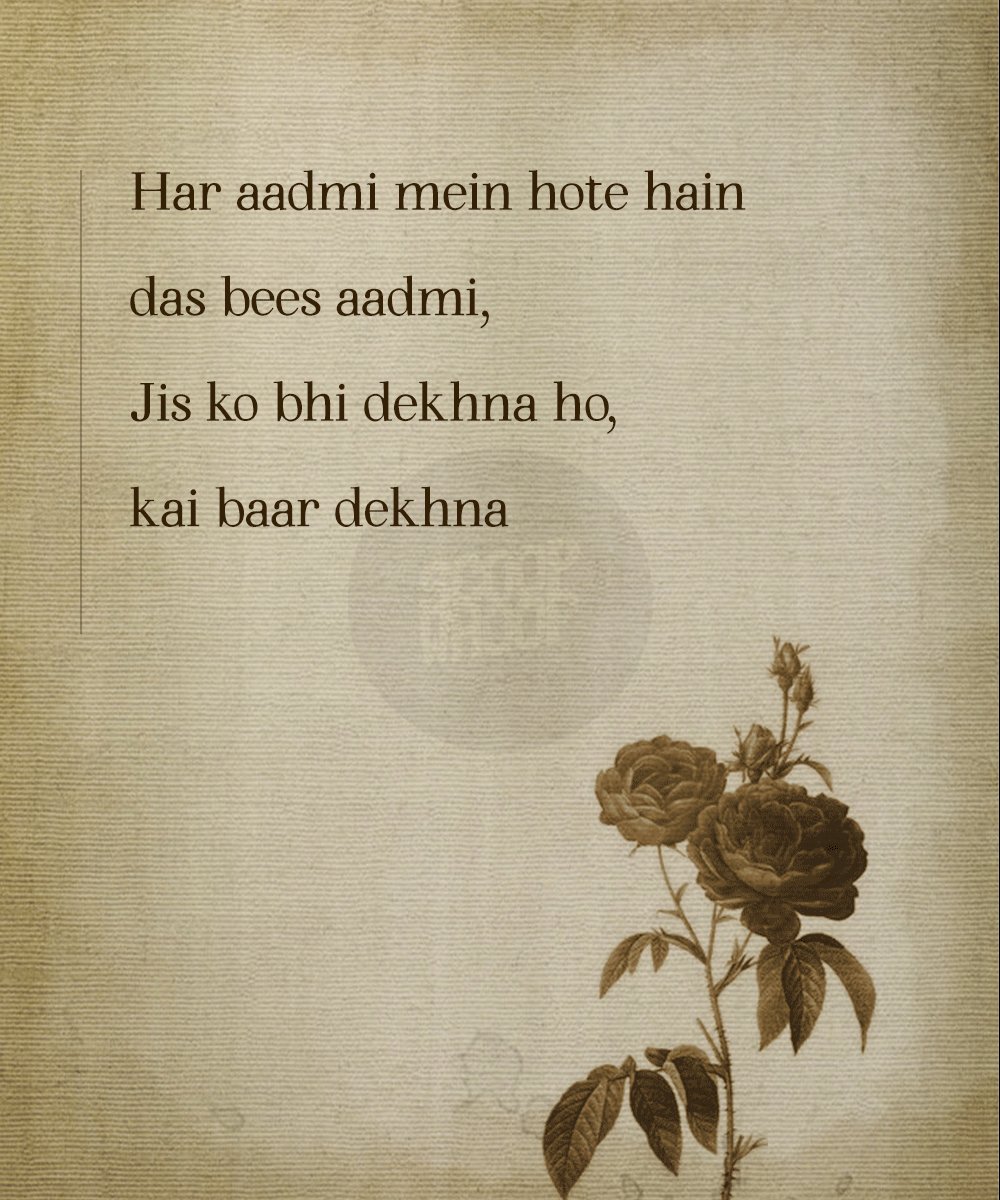 Har aadmi mein hote hain
das bees aadmi,
Jis ko bhi dekhna ho,
kai baar dekhna